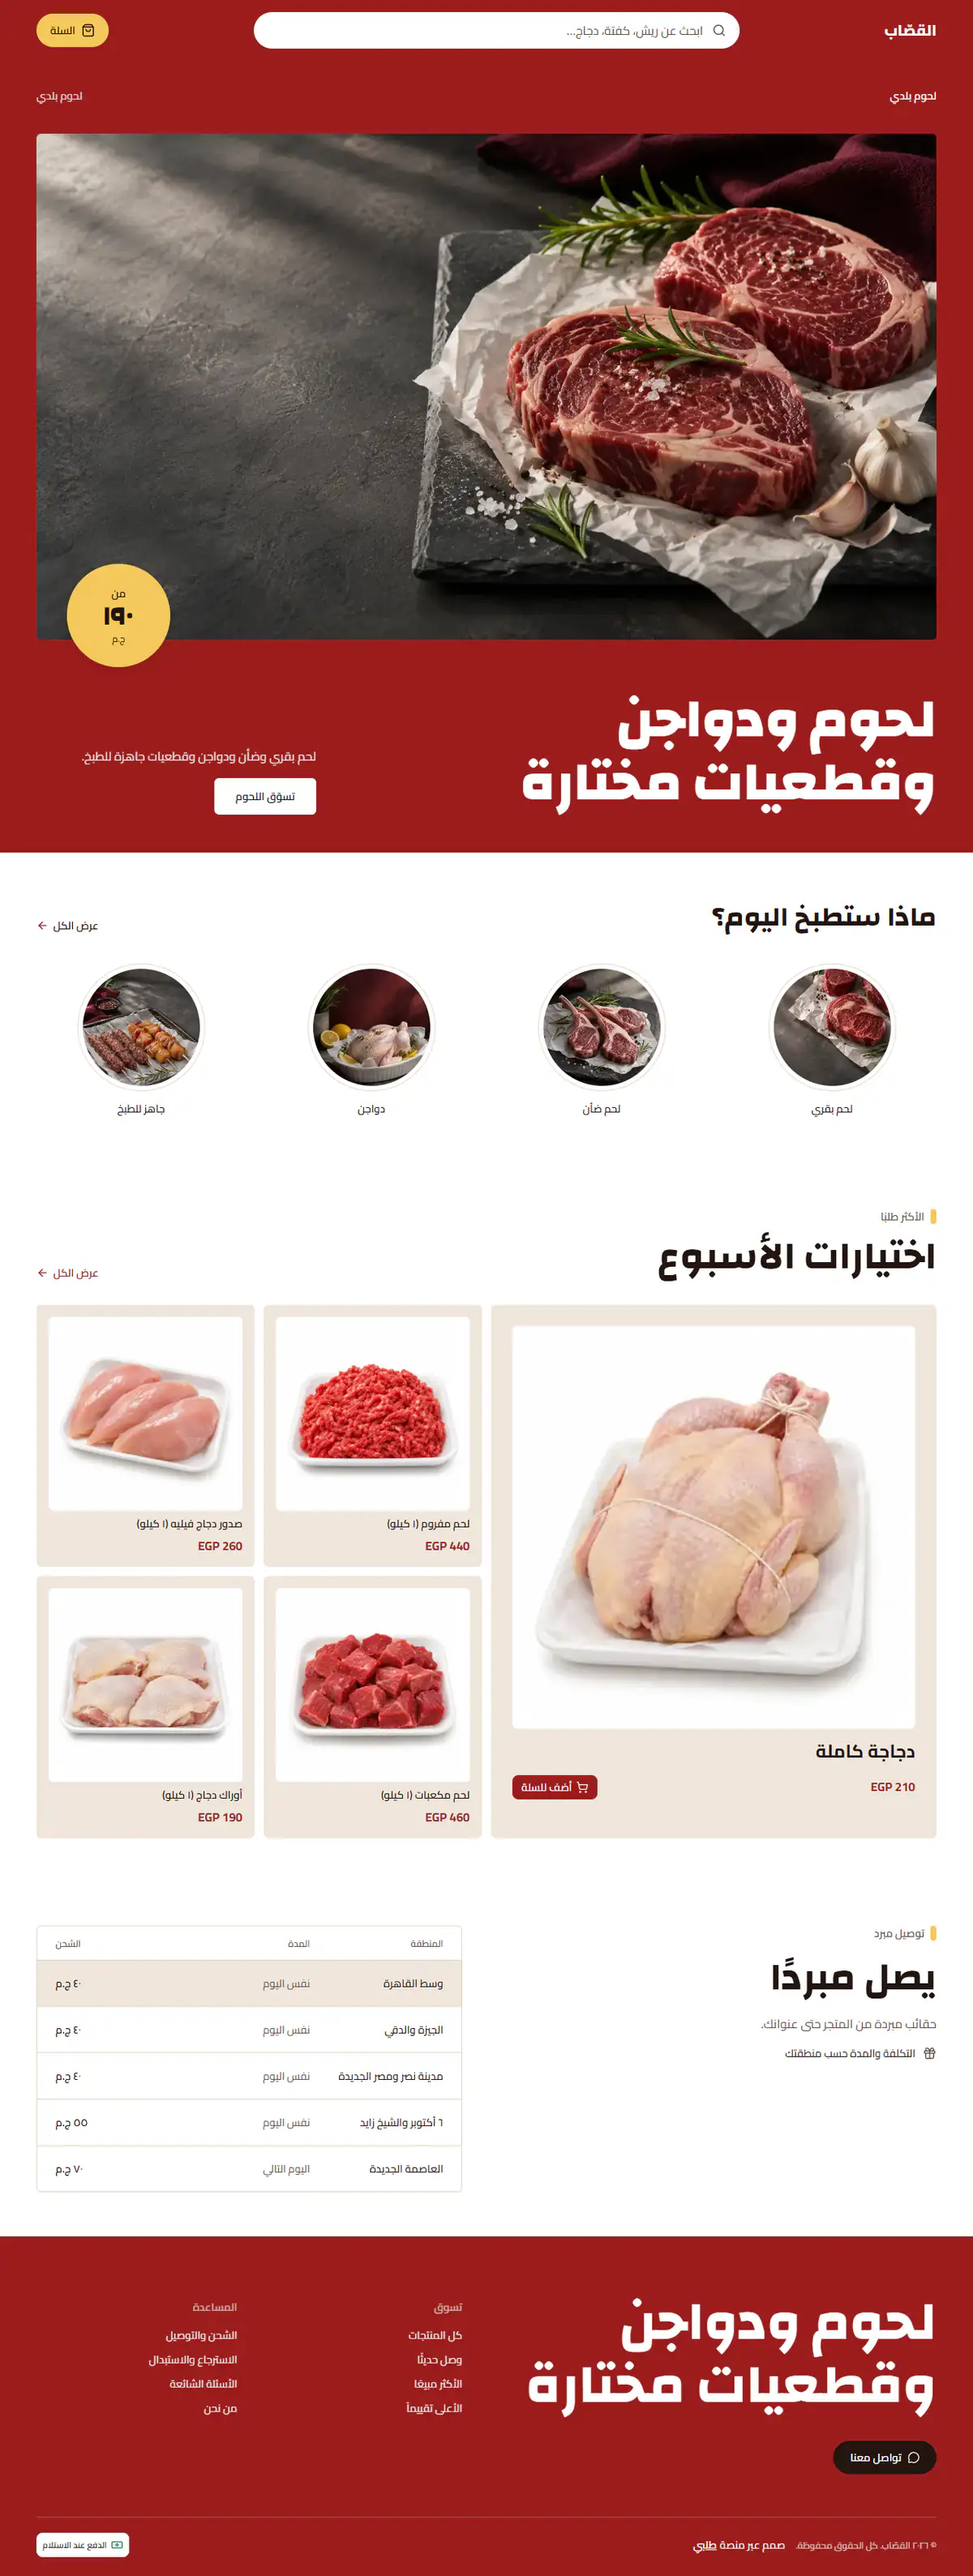 القصّاب
ابحث عن ريش، كفتة، دجاج...
السلة
لحوم بلدي
لحوم بلدي
من
١٩٠
ج.م
لحوم ودواجن
وقطعيات مختارة
لحم بقري وضأن ودواجن وقطعيات جاهزة للطبخ.
تسوّق اللحوم
ماذا ستطبخ اليوم؟
عرض الكل
لحم بقري
لحم ضأن
دواجن
جاهز للطبخ
الأكثر طلبًا
اختيارات الأسبوع
عرض الكل
دجاجة كاملة
EGP 210
أضف للسلة
لحم مفروم (١ كيلو)
EGP 440
صدور دجاج فيليه (١ كيلو)
EGP 260
لحم مكعبات (١ كيلو)
EGP 460
أوراك دجاج (١ كيلو)
EGP 190
توصيل مبرد
يصل مبردًا
حقائب مبردة من المتجر حتى عنوانك.
التكلفة والمدة حسب منطقتك
المنطقة المدة الشحن
وسط القاهرة نفس اليوم ٤٠ ج.م
الجيزة والدقي نفس اليوم ٤٠ ج.م
مدينة نصر ومصر الجديدة نفس اليوم ٤٠ ج.م
٦ أكتوبر والشيخ زايد نفس اليوم ٥٥ ج.م
العاصمة الجديدة اليوم التالي ٧٠ ج.م
لحوم ودواجن
وقطعيات مختارة
تواصل معنا
تسوق
كل المنتجات
وصل حديثًا
الأكثر مبيعًا
الأعلى تقييماً
المساعدة
الشحن والتوصيل
الاسترجاع والاستبدال
الأسئلة الشائعة
من نحن
© ٢٠٢٦ القصّاب. كل الحقوق محفوظة.
صمم عبر منصة طلبي
الدفع عند الاستلام